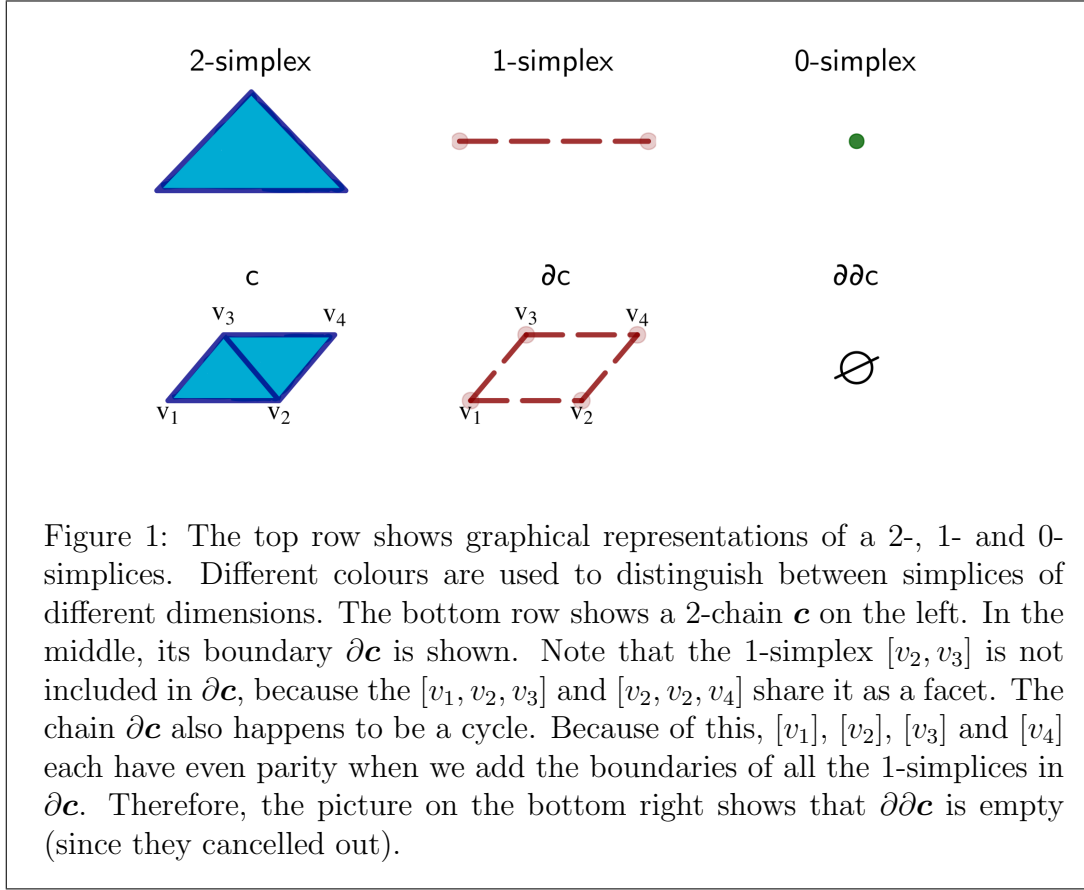 2-simplex 1-simplex 0-simplex
c ∂c ∂∂c
v3 v4 v3 v4
v1 v2 v1 v2
Figure 1: The top row shows graphical representations of a 2-, 1- and 0-
simplices. Different colours are used to distinguish between simplices of
different dimensions. The bottom row shows a 2-chain c on the left. In the
middle, its boundary ∂c is shown. Note that the 1-simplex [v2, v3] is not
included in ∂c, because the [v1, v2, v3] and [v2, v2, v4] share it as a facet. The
chain ∂c also happens to be a cycle. Because of this, [v1], [v2], [v3] and [v4]
each have even parity when we add the boundaries of all the 1-simplices in
∂c. Therefore, the picture on the bottom right shows that ∂∂c is empty
(since they cancelled out).